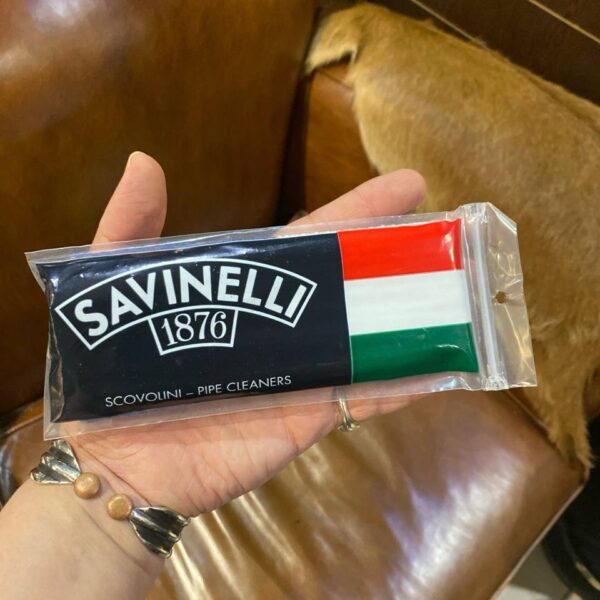 SAVINELLI
1876
SCOVOLINI – PIPE CLEANERS